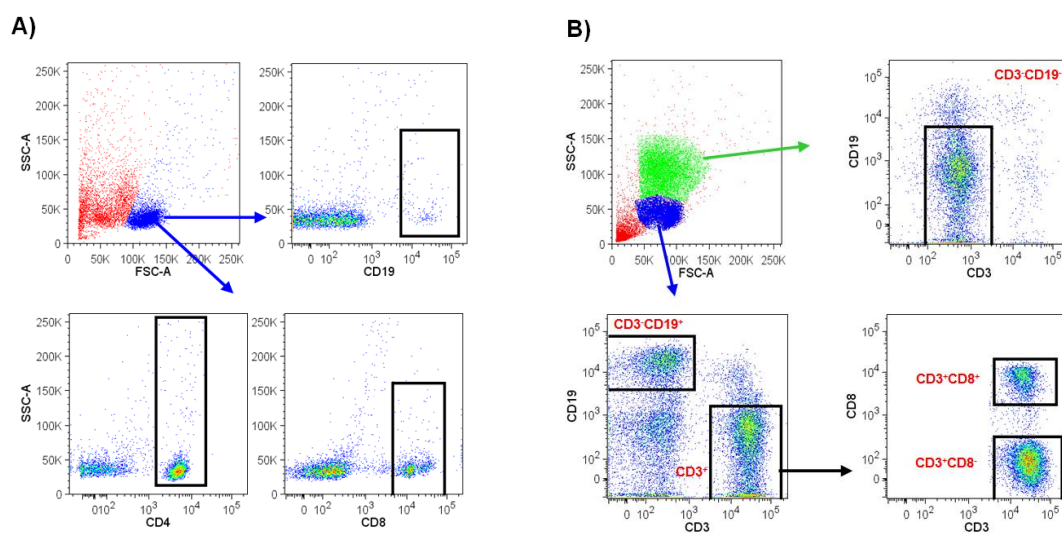 A)
250K
200K
150K
100K
50K
0
SSC-A
0 50K 100K 150K 200K 250K
FSC-A
250K
200K
150K
100K
50K
0
SSC-A
0 10² 10³ 10⁴ 10⁵
CD19
250K
200K
150K
100K
50K
0
SSC-A
0 10² 10³ 10⁴ 10⁵
CD4
250K
200K
150K
100K
50K
0
0 10² 10³ 10⁴ 10⁵
CD8
B)
250K
200K
150K
100K
50K
0
SSC-A
0 50K 100K 150K 200K 250K
FSC-A
CD3⁻CD19⁻
10⁵
10⁴
10³
10²
0
CD19
0 10² 10³ 10⁴ 10⁵
CD3
CD3⁻CD19⁺
10⁵
10⁴
10³
10²
0
CD19
CD3⁺
0 10² 10³ 10⁴ 10⁵
CD3
10⁵
10⁴
10³
10²
0
CD8
CD3⁺CD8⁺
CD3⁺CD8⁻
0 10² 10³ 10⁴ 10⁵
CD3